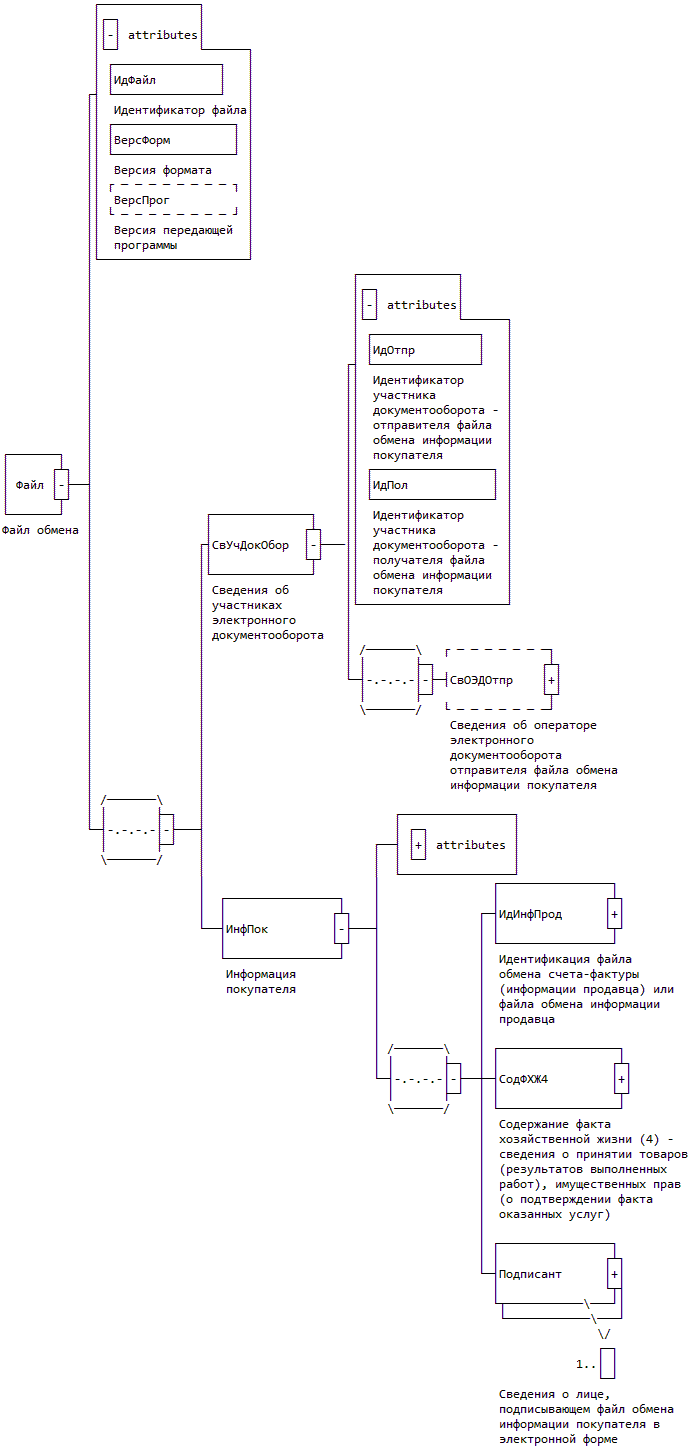 attributes
ИдФайл
Идентификатор файла
ВерсФорм
Версия формата
ВерсПрог
Версия передающей
программы
attributes
ИдОтпр
Идентификатор
участника
документооборота -
отправителя файла
обмена информации
покупателя
ИдПол
Идентификатор
участника
документооборота -
получателя файла
обмена информации
покупателя
Файл
Файл обмена
СвУчДокОбор
Сведения об
участниках
электронного
документооборота
СвОЭДОтпр
Сведения об операторе
электронного
документооборота
отправителя файла обмена
информации покупателя
attributes
ИнфПок
Информация
покупателя
ИдИнфПрод
Идентификация файла
обмена счета-фактуры
(информации продавца) или
файла обмена информации
продавца
СодФХЖ4
Содержание факта
хозяйственной жизни (4) -
сведения о принятии товаров
(результатов выполненных
работ), имущественных прав
(о подтверждении факта
оказанных услуг)
Подписант
1..
Сведения о лице,
подписывающем файл обмена
информации покупателя в
электронной форме